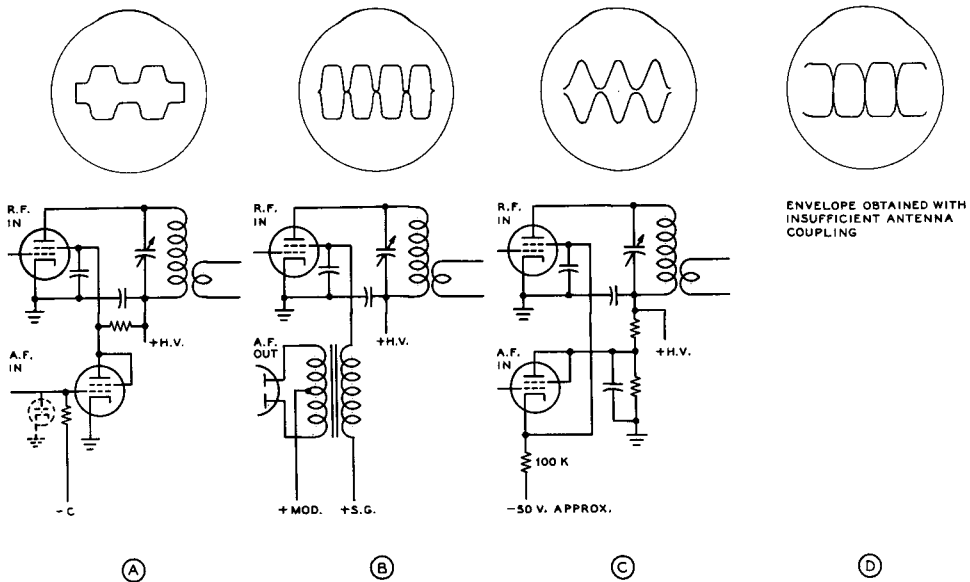 R.F.
IN
A.F.
IN
+H.V.
-C
A
R.F.
IN
A.F.
OUT
+H.V.
+MOD.
+S.G.
B
R.F.
IN
A.F.
IN
+H.V.
100 K
-50 V. APPROX.
C
ENVELOPE OBTAINED WITH
INSUFFICIENT ANTENNA
COUPLING
D